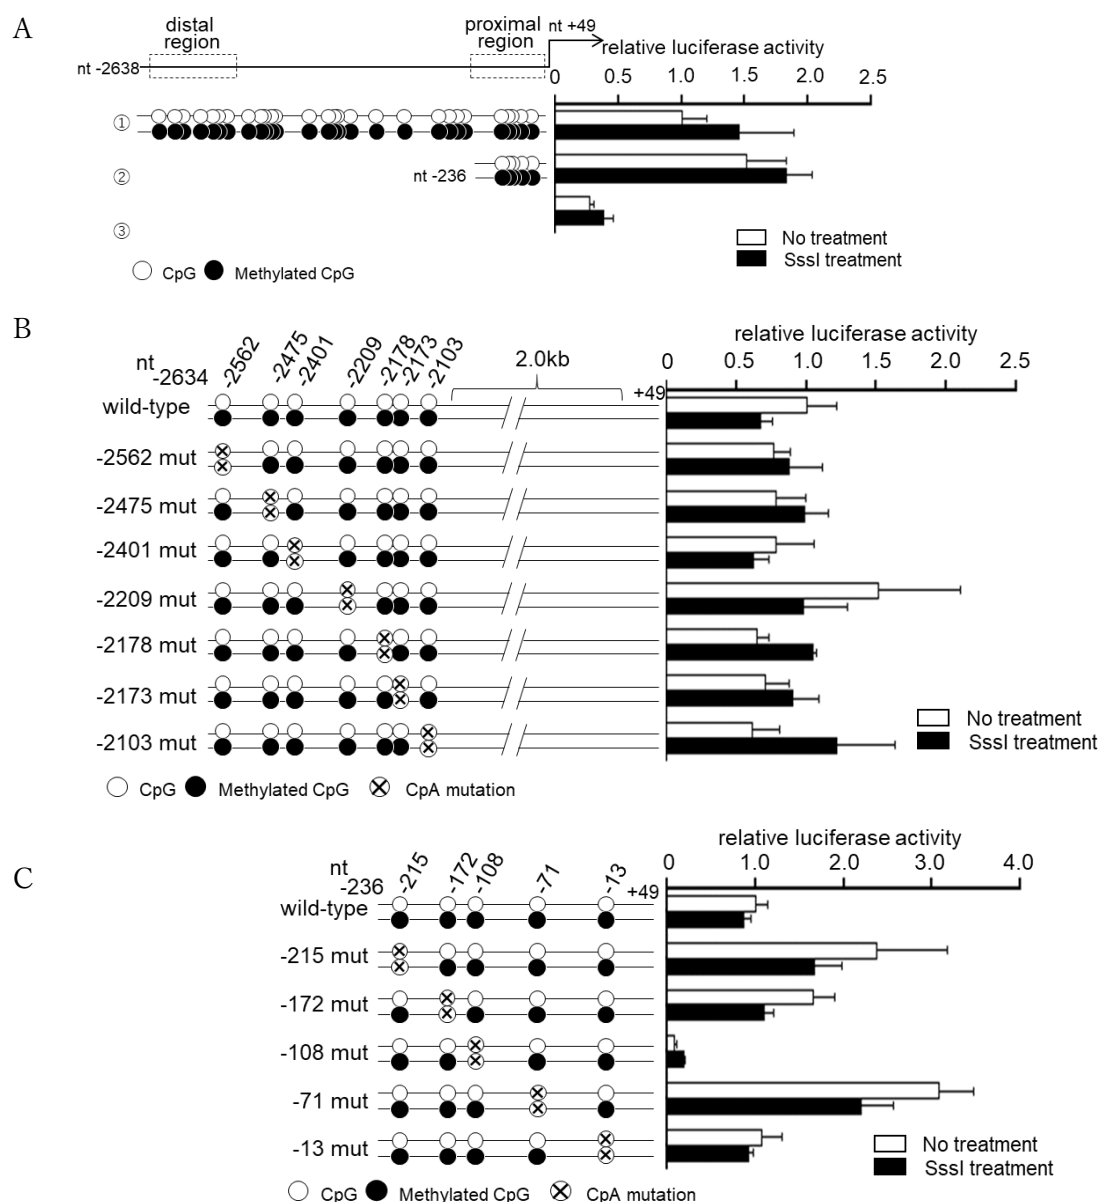 A
distal
region
proximal
region
nt +49
nt -2638
relative luciferase activity
0 0.5 1.0 1.5 2.0 2.5
①
②
nt -236
③
No treatment
SssI treatment
CpG Methylated CpG
B
nt
-2634
-2562 -2475 -2401 -2209 -2178 -2173 -2103
2.0kb
+49
relative luciferase activity
0 0.5 1.0 1.5 2.0 2.5
wild-type
-2562 mut
-2475 mut
-2401 mut
-2209 mut
-2178 mut
-2173 mut
-2103 mut
No treatment
SssI treatment
CpG Methylated CpG CpA mutation
C
nt
-236
-215 -172 -108 -71 -13
+49
relative luciferase activity
0 1.0 2.0 3.0 4.0
wild-type
-215 mut
-172 mut
-108 mut
-71 mut
-13 mut
No treatment
SssI treatment
CpG Methylated CpG CpA mutation